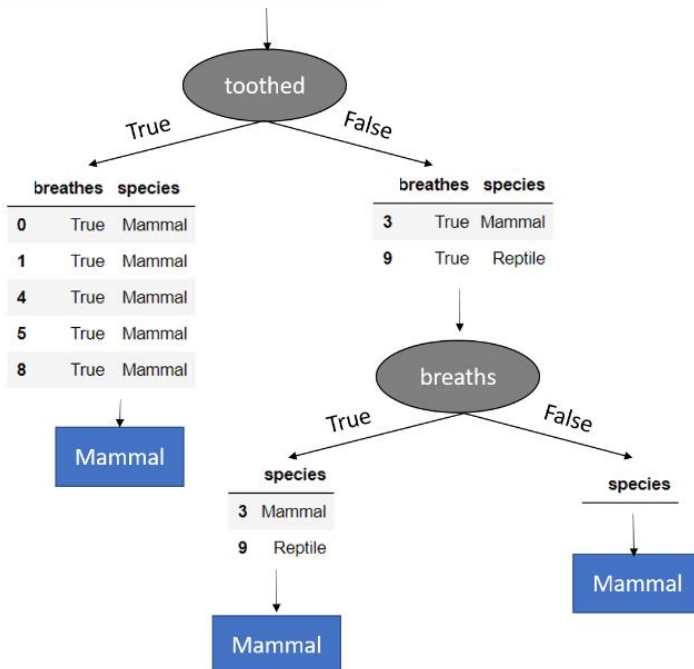 toothed
True
False
breathes species
0 True Mammal
1 True Mammal
4 True Mammal
5 True Mammal
8 True Mammal
Mammal
breathes species
3 True Mammal
9 True Reptile
breaths
True
False
species
3 Mammal
9 Reptile
Mammal
species
Mammal